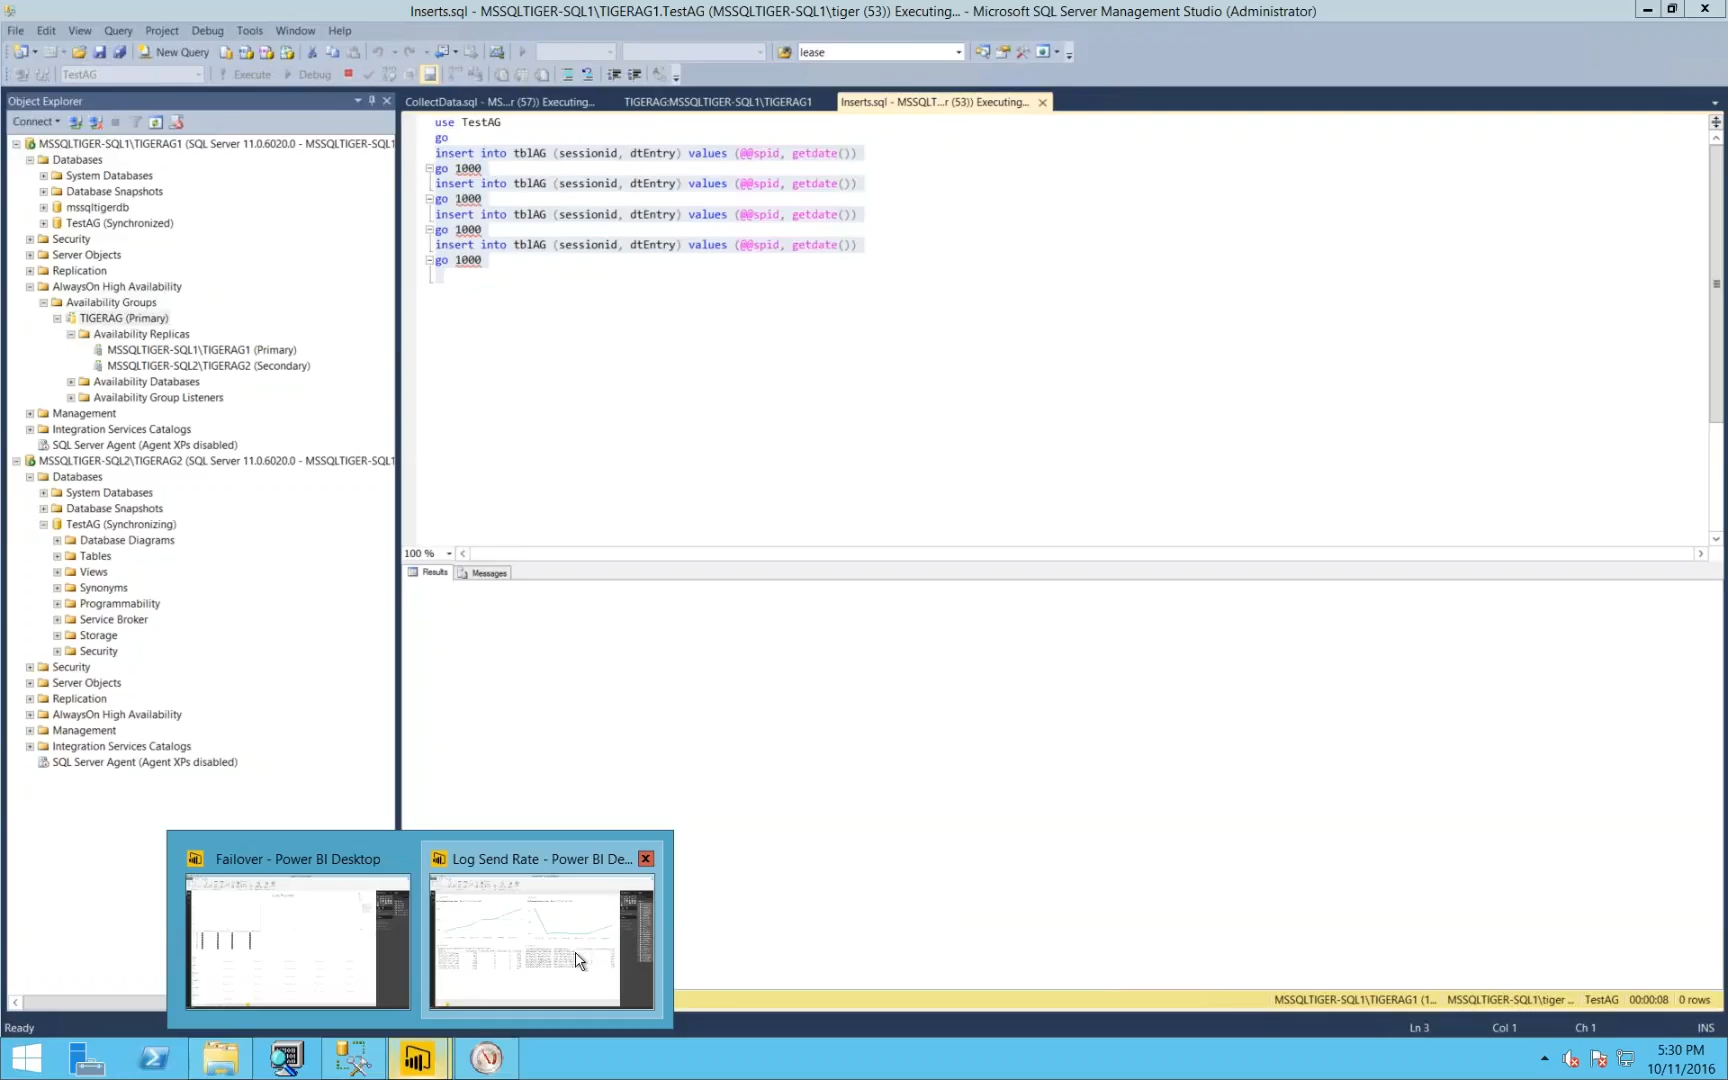 Inserts.sql - MSSQLTIGER-SQL1\TIGERAG1.TestAG (MSSQLTIGER-SQL1\tiger (53)) Executing... - Microsoft SQL Server Management Studio (Administrator)
File Edit View Query Project Debug Tools Window Help
New Query lease
TestAG Execute Debug
Object Explorer
Connect
MSSQLTIGER-SQL1\TIGERAG1 (SQL Server 11.0.6020.0 - MSSQLTIGER-SQL1
Databases
System Databases
Database Snapshots
mssqltigerdb
TestAG (Synchronized)
Security
Server Objects
Replication
AlwaysOn High Availability
Availability Groups
TIGERAG (Primary)
Availability Replicas
MSSQLTIGER-SQL1\TIGERAG1 (Primary)
MSSQLTIGER-SQL2\TIGERAG2 (Secondary)
Availability Databases
Availability Group Listeners
Management
Integration Services Catalogs
SQL Server Agent (Agent XPs disabled)
MSSQLTIGER-SQL2\TIGERAG2 (SQL Server 11.0.6020.0 - MSSQLTIGER-SQL1
Databases
System Databases
Database Snapshots
TestAG (Synchronizing)
Database Diagrams
Tables
Views
Synonyms
Programmability
Service Broker
Storage
Security
Security
Server Objects
Replication
AlwaysOn High Availability
Management
Integration Services Catalogs
SQL Server Agent (Agent XPs disabled)
CollectData.sql - MS...r (57)) Executing... TIGERAG:MSSQLTIGER-SQL1\TIGERAG1 Inserts.sql - MSSQLT...r (53)) Executing...
use TestAG
go
insert into tblAG (sessionid, dtEntry) values (@@spid, getdate())
go 1000
insert into tblAG (sessionid, dtEntry) values (@@spid, getdate())
go 1000
insert into tblAG (sessionid, dtEntry) values (@@spid, getdate())
go 1000
insert into tblAG (sessionid, dtEntry) values (@@spid, getdate())
go 1000
100 %
Results Messages
Failover - Power BI Desktop Log Send Rate - Power BI De...
MSSQLTIGER-SQL1\TIGERAG1 (1... MSSQLTIGER-SQL1\tiger ... TestAG 00:00:08 0 rows
Ready Ln 3 Col 1 Ch 1 INS
5:30 PM
10/11/2016